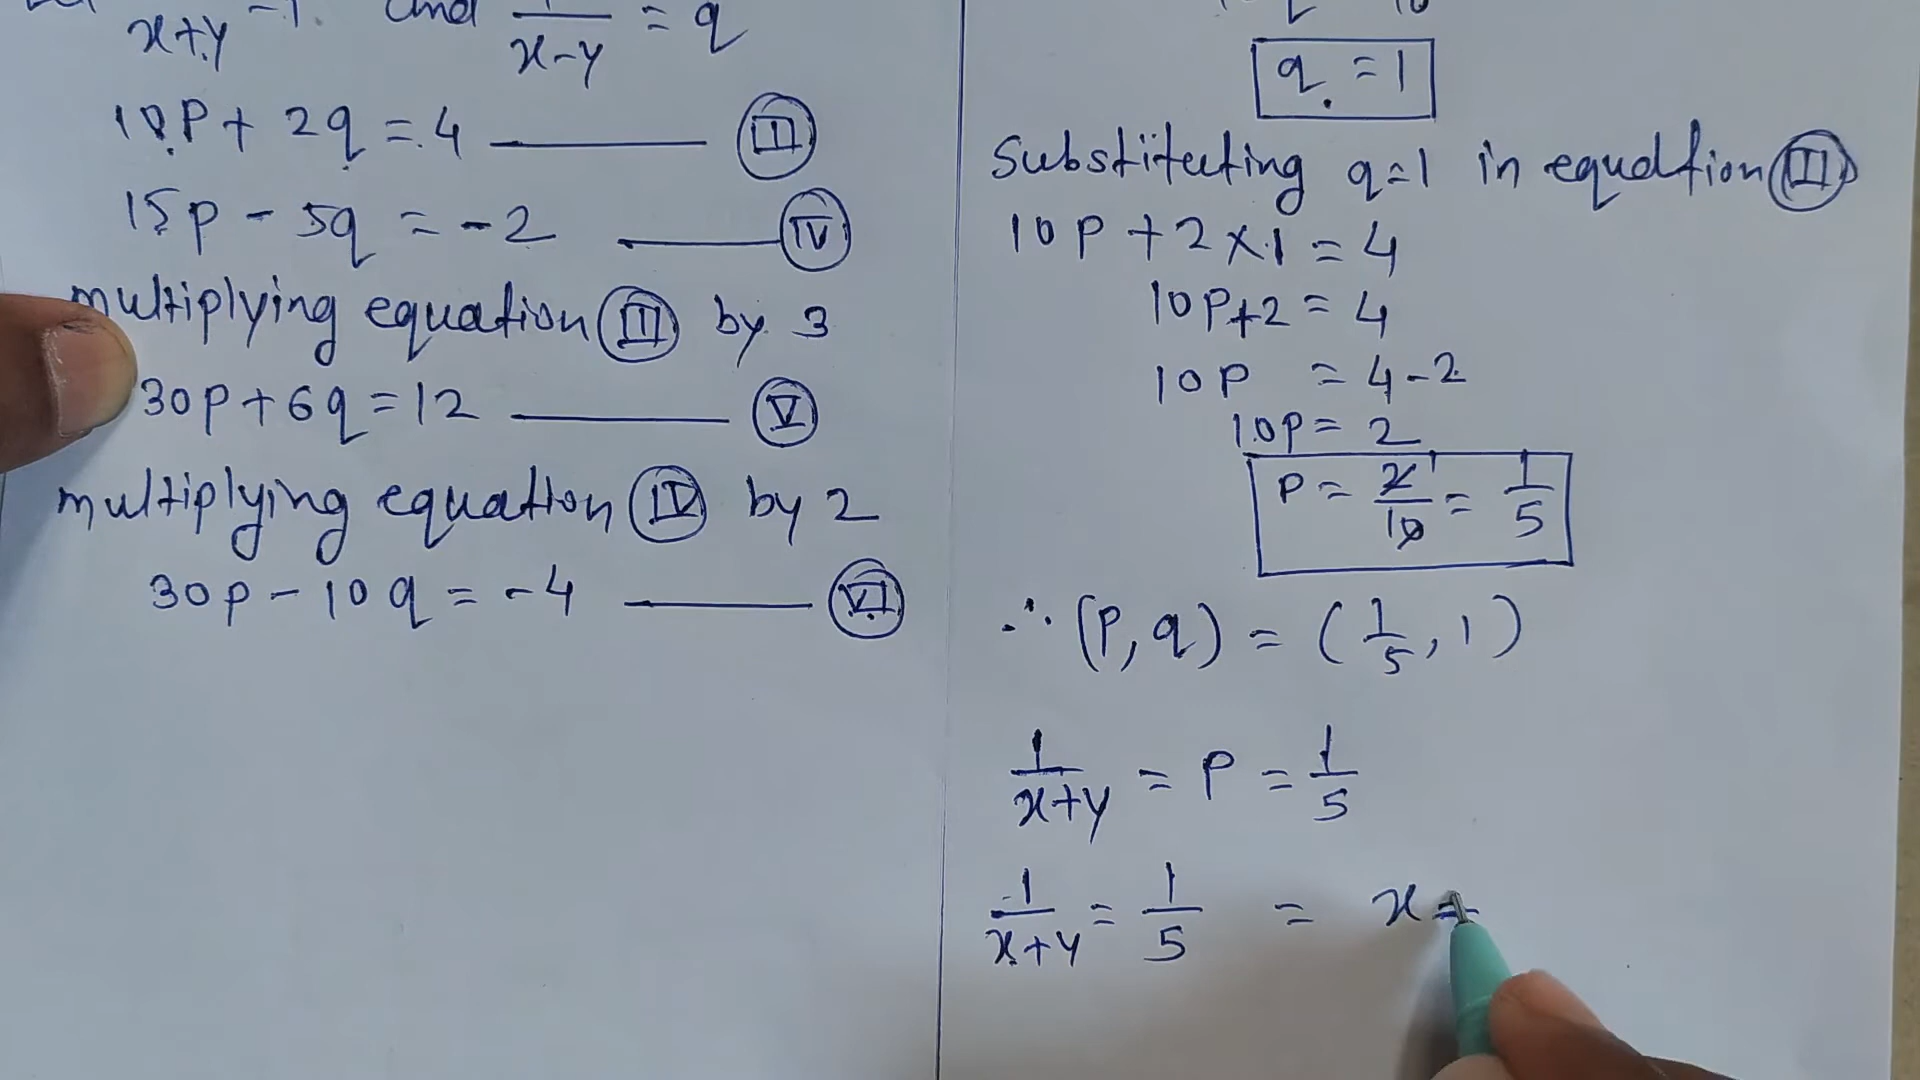 x+y and 1/x-y = q
10p + 2q = 4 (III)
15p - 5q = -2 (IV)
multiplying equation (III) by 3
30p + 6q = 12 (V)
multiplying equation (IV) by 2
30p - 10q = -4 (VI)
q = 1
Substituting q=1 in equation (III)
10p + 2×1 = 4
10p+2 = 4
10p = 4-2
10p = 2
p = 2/10 = 1/5
∴ (p,q) = (1/5, 1)
1/x+y = p = 1/5
1/x+y = 1/5 = x